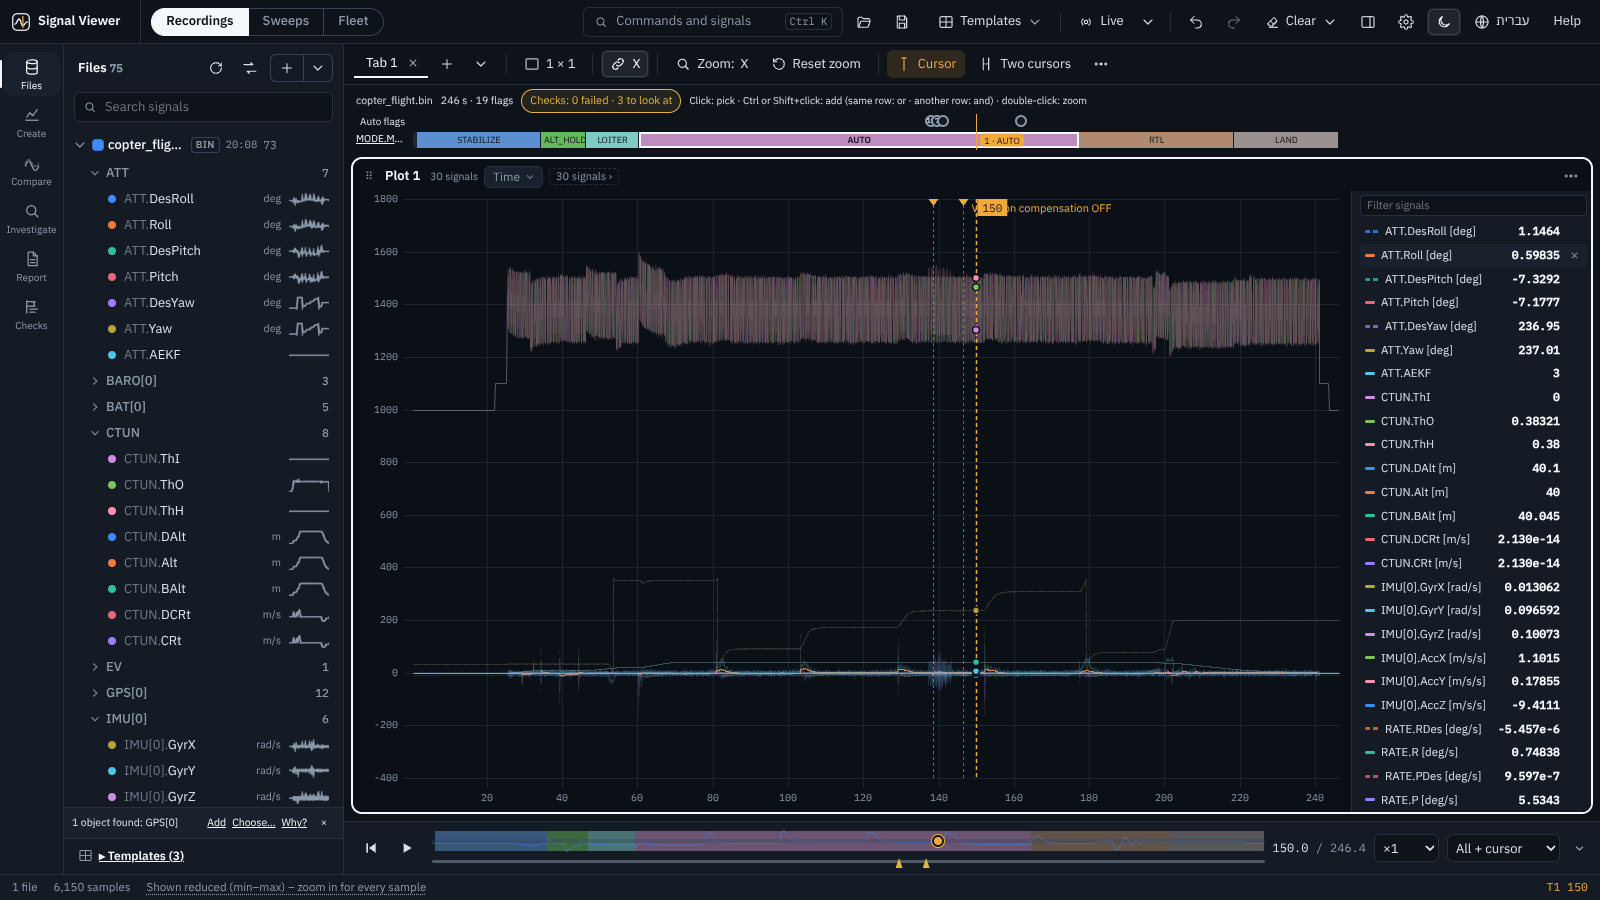 Signal Viewer
Recordings Sweeps Fleet
Commands and signals Ctrl K
Templates Live Clear עברית Help
Files Create Compare Investigate Report Checks
Files 75
Search signals
copter_flig... BIN 20:08 73
ATT 7
ATT.DesRoll deg
ATT.Roll deg
ATT.DesPitch deg
ATT.Pitch deg
ATT.DesYaw deg
ATT.Yaw deg
ATT.AEKF
BARO[0] 3
BAT[0] 5
CTUN 8
CTUN.ThI
CTUN.ThO
CTUN.ThH
CTUN.DAlt m
CTUN.Alt m
CTUN.BAlt m
CTUN.DCRt m/s
CTUN.CRt m/s
EV 1
GPS[0] 12
IMU[0] 6
IMU[0].GyrX rad/s
IMU[0].GyrY rad/s
IMU[0].GyrZ rad/s
1 object found: GPS[0] Add Choose... Why? ×
▸ Templates (3)
Tab 1 × + 1 × 1 X Zoom: X Reset zoom Cursor Two cursors
copter_flight.bin 246 s · 19 flags Checks: 0 failed · 3 to look at Click: pick · Ctrl or Shift+click: add (same row: or · another row: and) · double-click: zoom
Auto flags
MODE.M... STABILIZE ALT_HOLD LOITER AUTO 1 · AUTO RTL LAND
Plot 1 30 signals Time 30 signals ›
150 on compensation OFF
1800
1600
1400
1200
1000
800
600
400
200
0
-200
-400
20 40 60 80 100 120 140 160 180 200 220 240
Filter signals
ATT.DesRoll [deg] 1.1464
ATT.Roll [deg] 0.59835 ×
ATT.DesPitch [deg] -7.3292
ATT.Pitch [deg] -7.1777
ATT.DesYaw [deg] 236.95
ATT.Yaw [deg] 237.01
ATT.AEKF 3
CTUN.ThI 0
CTUN.ThO 0.38321
CTUN.ThH 0.38
CTUN.DAlt [m] 40.1
CTUN.Alt [m] 40
CTUN.BAlt [m] 40.045
CTUN.DCRt [m/s] 2.130e-14
CTUN.CRt [m/s] 2.130e-14
IMU[0].GyrX [rad/s] 0.013062
IMU[0].GyrY [rad/s] 0.096592
IMU[0].GyrZ [rad/s] 0.10073
IMU[0].AccX [m/s/s] 1.1015
IMU[0].AccY [m/s/s] 0.17855
IMU[0].AccZ [m/s/s] -9.4111
RATE.RDes [deg/s] -5.457e-6
RATE.R [deg/s] 0.74838
RATE.PDes [deg/s] 9.597e-7
RATE.P [deg/s] 5.5343
150.0 / 246.4 ×1 All + cursor
1 file 6,150 samples Shown reduced (min–max) – zoom in for every sample T1 150